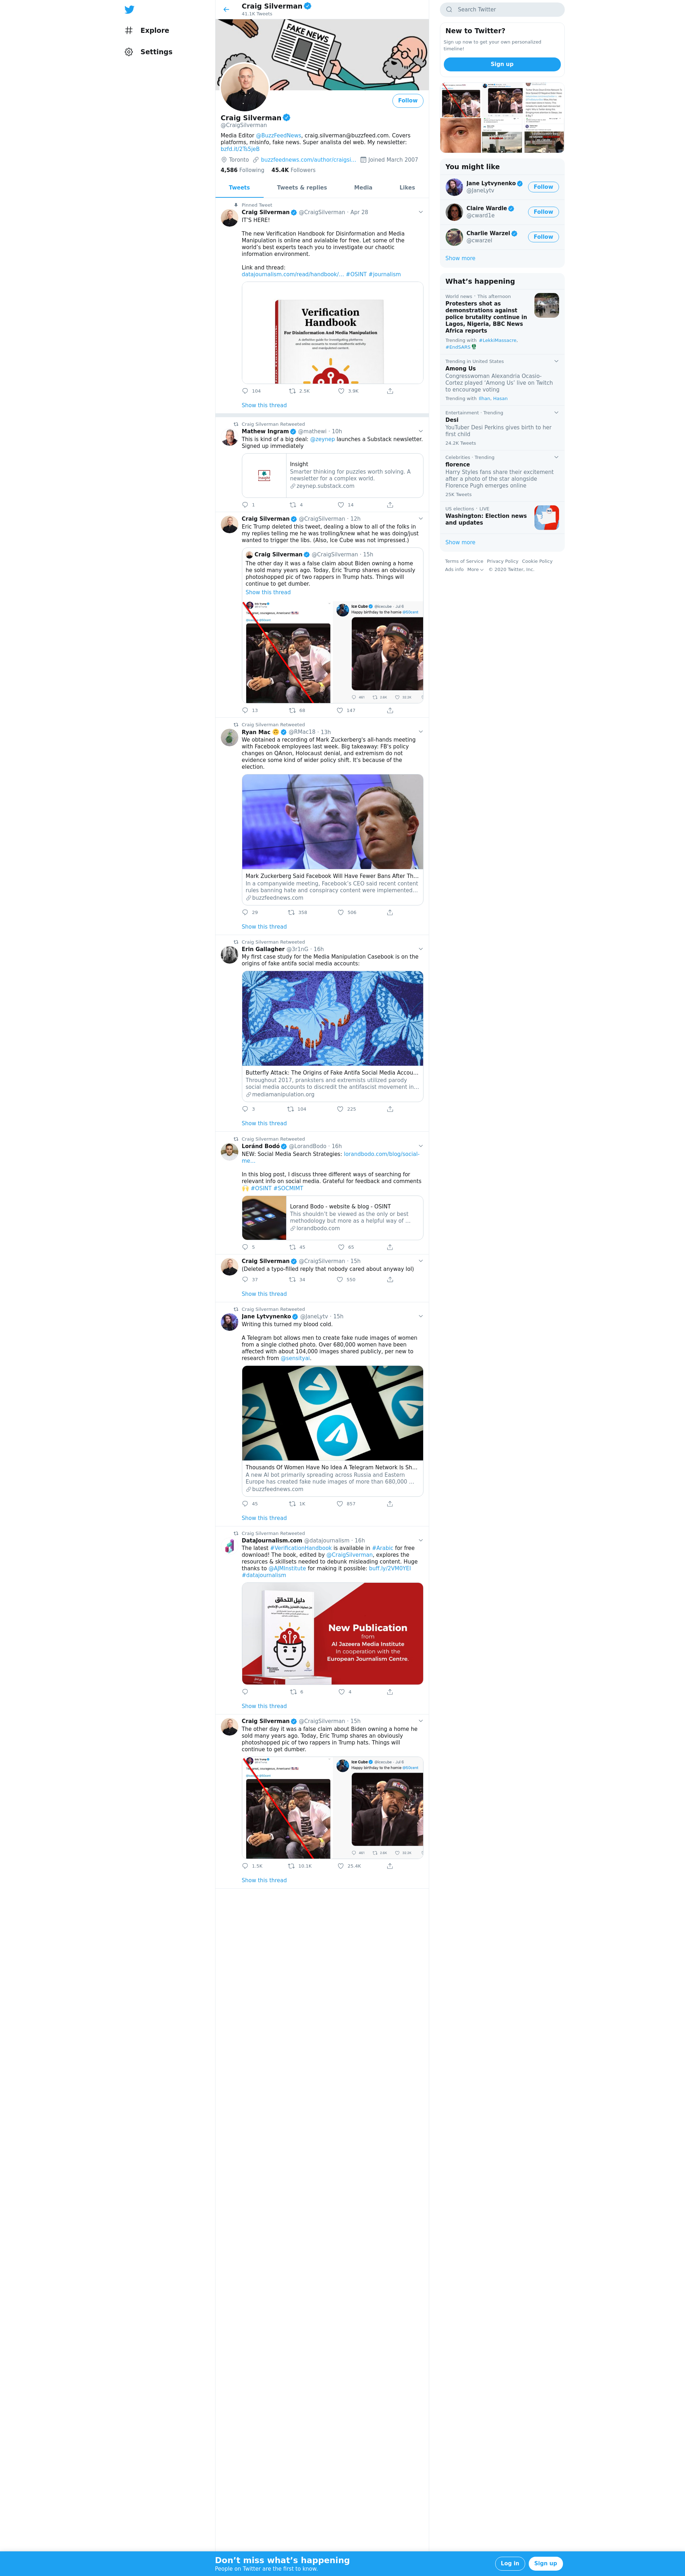 Explore
Settings
Craig Silverman
41.1K Tweets
FAKE NEWS
Follow
Craig Silverman
@CraigSilverman
Media Editor @BuzzFeedNews, craig.silverman@buzzfeed.com. Covers
platforms, misinfo, fake news. Super analista del web. My newsletter:
bzfd.it/2Ts5je8
Toronto buzzfeednews.com/author/craigsi... Joined March 2007
4,586 Following 45.4K Followers
Tweets Tweets & replies Media Likes
Pinned Tweet
Craig Silverman @CraigSilverman · Apr 28
IT'S HERE!
The new Verification Handbook for Disinformation and Media
Manipulation is online and available for free. Let some of the
world's best experts teach you to investigate our chaotic
information environment.
Link and thread:
datajournalism.com/read/handbook/... #OSINT #journalism
Verification
Handbook
For Disinformation And Media Manipulation
104 2.5K 3.9K
Show this thread
Craig Silverman Retweeted
Mathew Ingram @mathewi · 10h
This is kind of a big deal: @zeynep launches a Substack newsletter.
Signed up immediately
Insight
Smarter thinking for puzzles worth solving. A
newsletter for a complex world.
zeynep.substack.com
1 4 14
Craig Silverman @CraigSilverman · 12h
Eric Trump deleted this tweet, dealing a blow to all of the folks in
my replies telling me he was trolling/knew what he was doing/just
wanted to trigger the libs. (Also, Ice Cube was not impressed.)
Craig Silverman @CraigSilverman · 15h
The other day it was a false claim about Biden owning a home
he sold many years ago. Today, Eric Trump shares an obviously
photoshopped pic of two rappers in Trump hats. Things will
continue to get dumber.
Show this thread
Ice Cube @icecube · Jul 6
Happy birthday to the homie @50cent
13 68 147
Craig Silverman Retweeted
Ryan Mac @RMac18 · 13h
We obtained a recording of Mark Zuckerberg's all-hands meeting
with Facebook employees last week. Big takeaway: FB's policy
changes on QAnon, Holocaust denial, and extremism do not
evidence some kind of wider policy shift. It's because of the
election.
Mark Zuckerberg Said Facebook Will Have Fewer Bans After Th...
In a companywide meeting, Facebook's CEO said recent content
rules banning hate and conspiracy content were implemented...
buzzfeednews.com
29 358 506
Show this thread
Craig Silverman Retweeted
Erin Gallagher @3r1nG · 16h
My first case study for the Media Manipulation Casebook is on the
origins of fake antifa social media accounts:
Butterfly Attack: The Origins of Fake Antifa Social Media Accou...
Throughout 2017, pranksters and extremists utilized parody
social media accounts to discredit the antifascist movement in...
mediamanipulation.org
3 104 225
Show this thread
Craig Silverman Retweeted
Loránd Bodó @LorandBodo · 16h
NEW: Social Media Search Strategies: lorandbodo.com/blog/social-
me...
In this blog post, I discuss three different ways of searching for
relevant info on social media. Grateful for feedback and comments
🙌 #OSINT #SOCMINT
Lorand Bodo - website & blog - OSINT
This shouldn't be viewed as the only or best
methodology but more as a helpful way of ...
lorandbodo.com
5 45 65
Craig Silverman @CraigSilverman · 15h
(Deleted a typo-filled reply that nobody cared about anyway lol)
37 34 550
Show this thread
Craig Silverman Retweeted
Jane Lytvynenko @JaneLytv · 15h
Writing this turned my blood cold.
A Telegram bot allows men to create fake nude images of women
from a single clothed photo. Over 680,000 women have been
affected with about 104,000 images shared publicly, per new to
research from @sensityai.
Thousands Of Women Have No Idea A Telegram Network Is Sh...
A new AI bot primarily spreading across Russia and Eastern
Europe has created fake nude images of more than 680,000 ...
buzzfeednews.com
45 1K 857
Show this thread
Craig Silverman Retweeted
DataJournalism.com @datajournalism · 16h
The latest #VerificationHandbook is available in #Arabic for free
download! The book, edited by @CraigSilverman, explores the
resources & skillsets needed to debunk misleading content. Huge
thanks to @AJMInstitute for making it possible: buff.ly/2VM0YEi
#datajournalism
دليل التحقق
New Publication
from
Al Jazeera Media Institute
in cooperation with the
European Journalism Centre.
6 4
Show this thread
Craig Silverman @CraigSilverman · 15h
The other day it was a false claim about Biden owning a home he
sold many years ago. Today, Eric Trump shares an obviously
photoshopped pic of two rappers in Trump hats. Things will
continue to get dumber.
Ice Cube @icecube · Jul 6
Happy birthday to the homie @50cent
1.5K 10.1K 25.4K
Show this thread
Search Twitter
New to Twitter?
Sign up now to get your own personalized
timeline!
Sign up
You might like
Jane Lytvynenko
@JaneLytv
Follow
Claire Wardle
@cward1e
Follow
Charlie Warzel
@cwarzel
Follow
Show more
What's happening
World news · This afternoon
Protesters shot as
demonstrations against
police brutality continue in
Lagos, Nigeria, BBC News
Africa reports
Trending with #LekkiMassacre,
#EndSARS
Trending in United States
Among Us
Congresswoman Alexandria Ocasio-
Cortez played 'Among Us' live on Twitch
to encourage voting
Trending with Ilhan, Hasan
Entertainment · Trending
Desi
YouTuber Desi Perkins gives birth to her
first child
24.2K Tweets
Celebrities · Trending
florence
Harry Styles fans share their excitement
after a photo of the star alongside
Florence Pugh emerges online
25K Tweets
US elections · LIVE
Washington: Election news
and updates
Show more
Terms of Service Privacy Policy Cookie Policy
Ads info More © 2020 Twitter, Inc.
Don't miss what's happening
People on Twitter are the first to know.
Log in Sign up